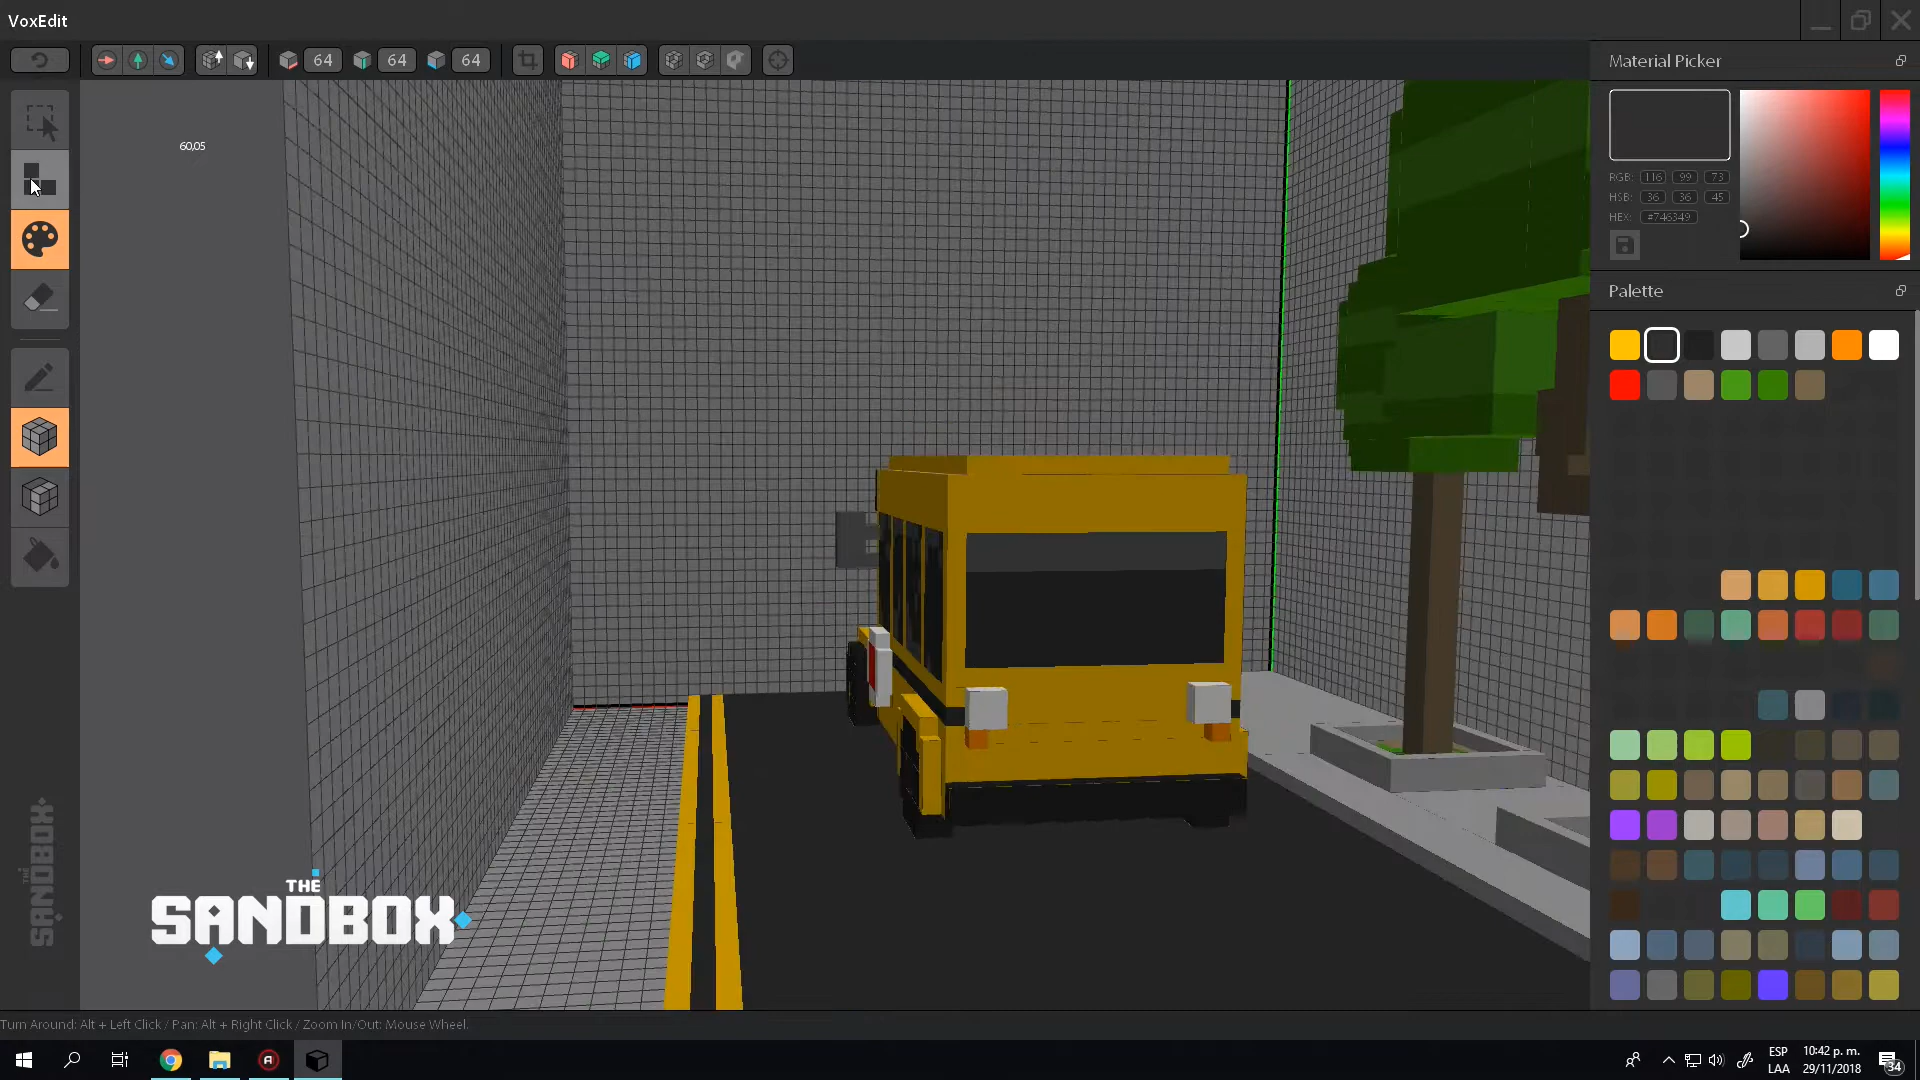 VoxEdit
64
64
64
Material Picker
60,05
RGB: 116 99 73
HSB: 36 36 45
HEX: #746349
Palette
THE
SANDBOX
THE
SANDBOX
Turn Around: Alt + Left Click / Pan: Alt + Right Click / Zoom In/Out: Mouse Wheel.
ESP
LAA
10:42 p. m.
29/11/2018
34